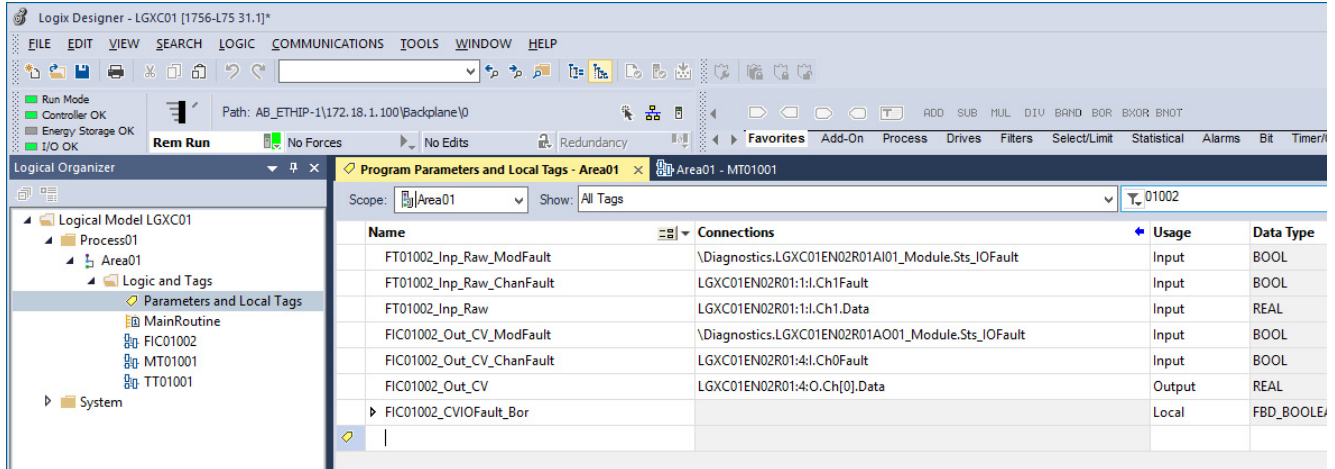 Logix Designer - LGXC01 [1756-L75 31.1]*
FILE EDIT VIEW SEARCH LOGIC COMMUNICATIONS TOOLS WINDOW HELP
Run Mode
Controller OK
Energy Storage OK
I/O OK
Path: AB_ETHIP-1\172.18.1.100\Backplane\0
Rem Run No Forces No Edits Redundancy
ADD SUB MUL DIV BAND BOR BXOR BNOT
Favorites Add-On Process Drives Filters Select/Limit Statistical Alarms Bit Timer/
Logical Organizer
Program Parameters and Local Tags - Area01 Area01 - MT01001
Scope: Area01 Show: All Tags 01002
Logical Model LGXC01
Process01
Area01
Logic and Tags
Parameters and Local Tags
MainRoutine
FIC01002
MT01001
TT01001
System
Name Connections Usage Data Type
FT01002_Inp_Raw_ModFault \Diagnostics.LGXC01EN02R01AI01_Module.Sts_IOFault Input BOOL
FT01002_Inp_Raw_ChanFault LGXC01EN02R01:1:I.Ch1Fault Input BOOL
FT01002_Inp_Raw LGXC01EN02R01:1:I.Ch1.Data Input REAL
FIC01002_Out_CV_ModFault \Diagnostics.LGXC01EN02R01AO01_Module.Sts_IOFault Input BOOL
FIC01002_Out_CV_ChanFault LGXC01EN02R01:4:I.Ch0Fault Input BOOL
FIC01002_Out_CV LGXC01EN02R01:4:O.Ch[0].Data Output REAL
FIC01002_CVIOFault_Bor Local FBD_BOOLEA